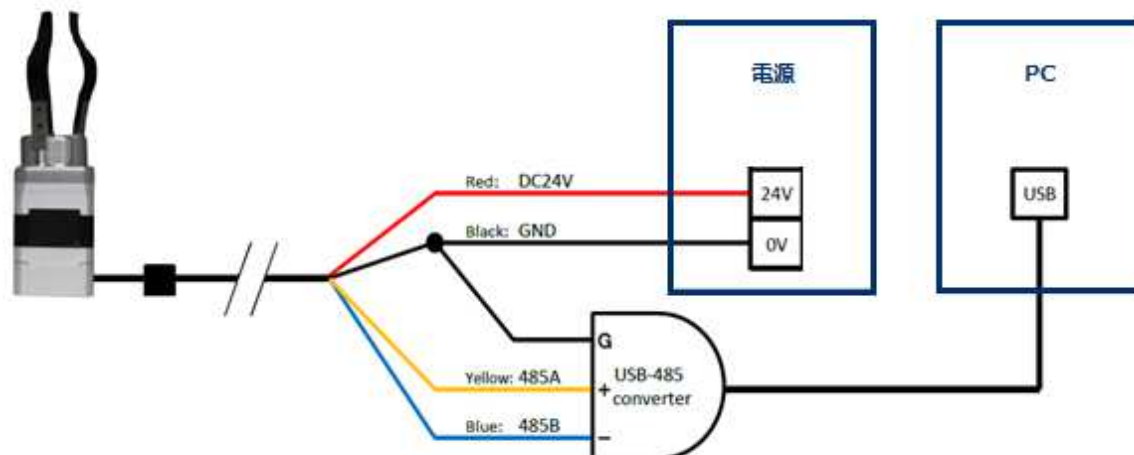 電源
PC
Red: DC24V
24V
USB
Black: GND
0V
G
Yellow: 485A
+
USB-485
converter
Blue: 485B
−